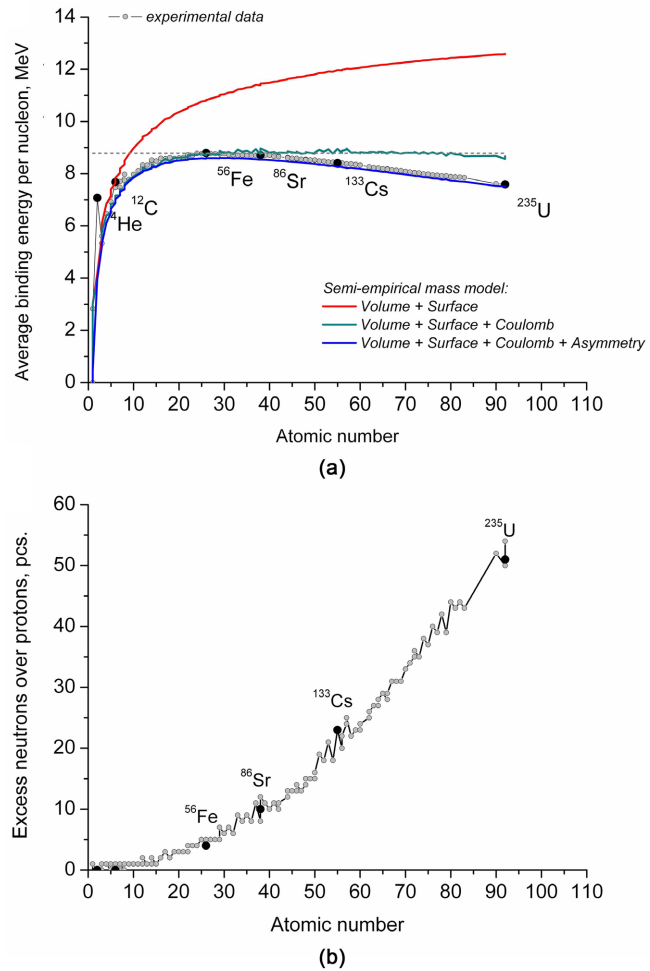 experimental data
14
12
10
8
6
4
2
0
Average binding energy per nucleon, MeV
⁴He
¹²C
⁵⁶Fe
⁸⁶Sr
¹³³Cs
²³⁵U
Semi-empirical mass model:
Volume + Surface
Volume + Surface + Coulomb
Volume + Surface + Coulomb + Asymmetry
0 10 20 30 40 50 60 70 80 90 100 110
Atomic number
(a)
60
50
40
30
20
10
0
Excess neutrons over protons, pcs.
⁵⁶Fe
⁸⁶Sr
¹³³Cs
²³⁵U
0 10 20 30 40 50 60 70 80 90 100 110
Atomic number
(b)